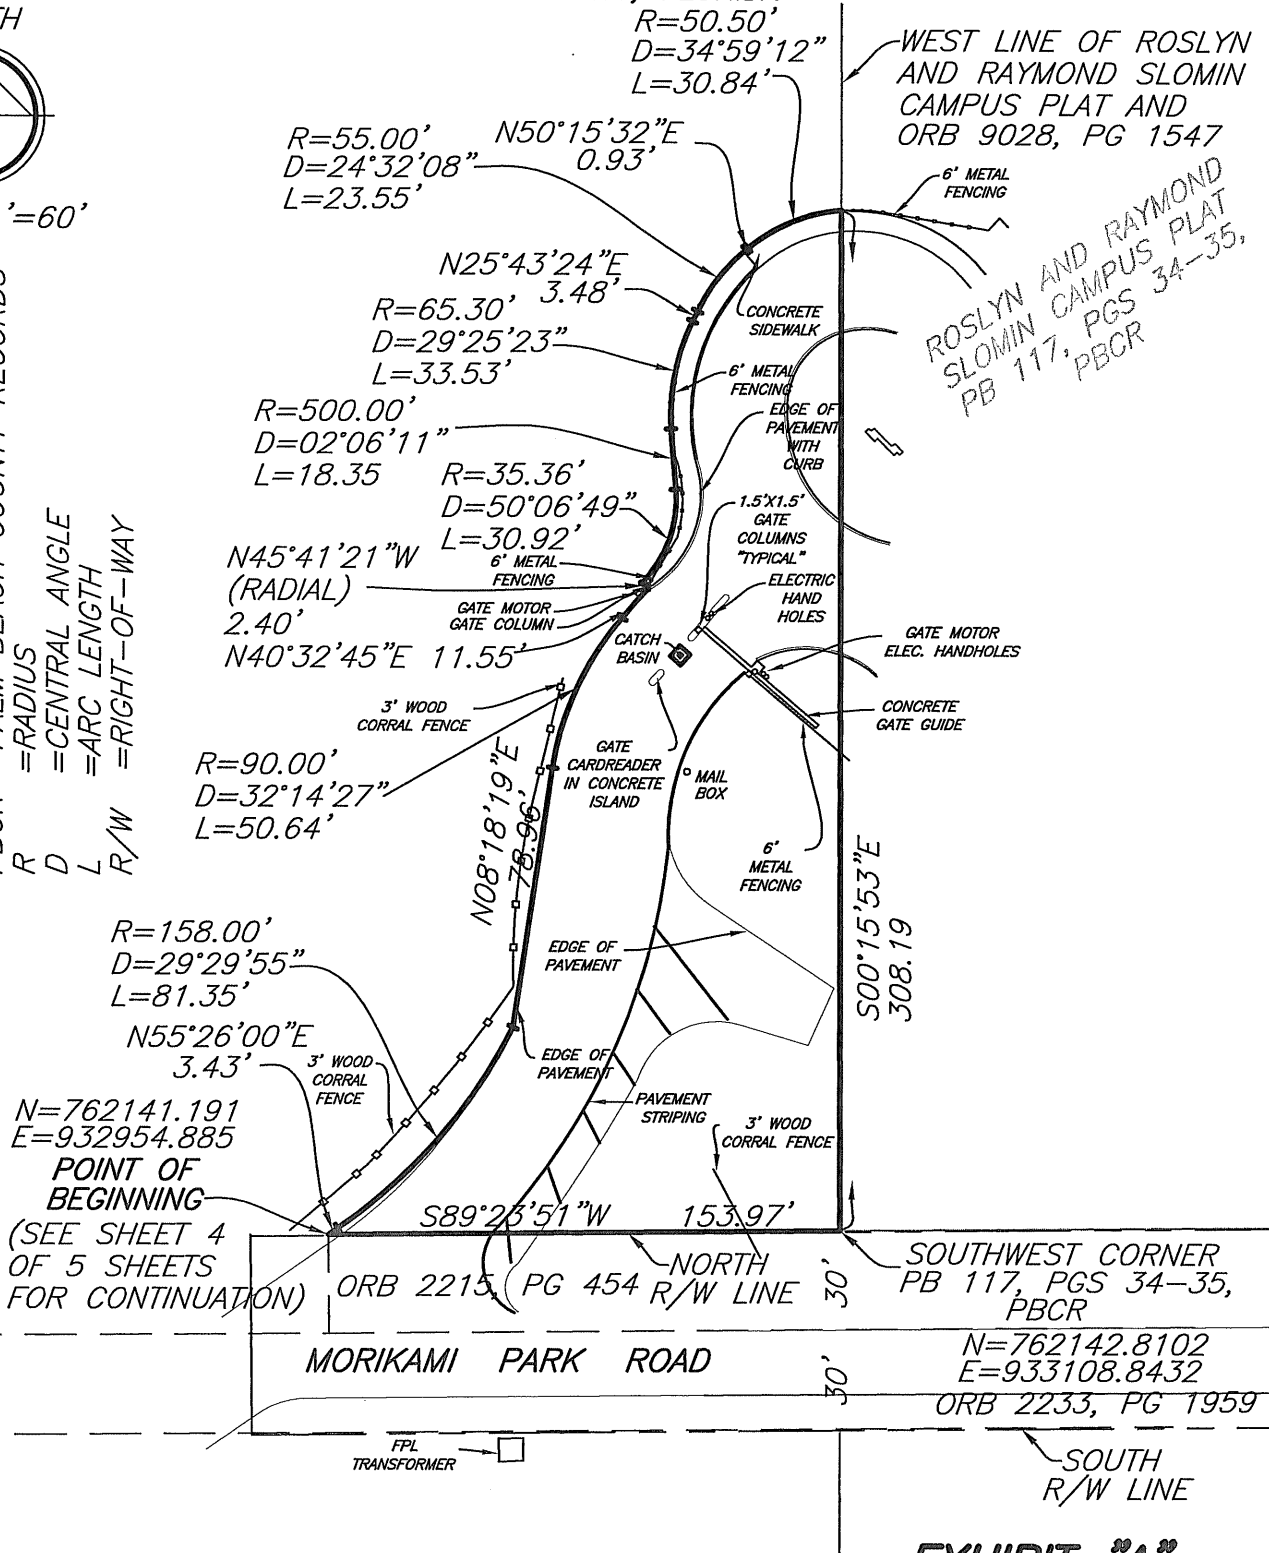 R=50.50'
D=34°59'12"
L=30.84'
WEST LINE OF ROSLYN
AND RAYMOND SLOMIN
CAMPUS PLAT AND
ORB 9028, PG 1547
R=55.00'
D=24°32'08"
L=23.55'
N50°15'32"E
0.93'
6' METAL
FENCING
'=60'
ROSLYN AND RAYMOND
SLOMIN CAMPUS PLAT
PB 117, PGS 34-35,
PBCR
N25°43'24"E
3.48'
R=65.30'
D=29°25'23"
L=33.53'
CONCRETE
SIDEWALK
6' METAL
FENCING
R=500.00'
D=02°06'11"
L=18.35
EDGE OF
PAVEMENT
WITH
CURB
R=35.36'
D=50°06'49"
L=30.92'
1.5'X1.5'
GATE
COLUMNS
"TYPICAL"
N45°41'21"W
(RADIAL)
2.40'
6' METAL
FENCING
ELECTRIC
HAND
HOLES
GATE MOTOR
GATE COLUMN
N40°32'45"E 11.55'
CATCH
BASIN
GATE MOTOR
ELEC. HANDHOLES
3' WOOD
CORRAL FENCE
CONCRETE
GATE GUIDE
=RADIUS
=CENTRAL ANGLE
=ARC LENGTH
=RIGHT-OF-WAY
R
D
L
R/W
R=90.00'
D=32°14'27"
L=50.64'
N08°18'19"E
78.96'
GATE
CARDREADER
IN CONCRETE
ISLAND
MAIL
BOX
6'
METAL
FENCING
S00°15'53"E
308.19
R=158.00'
D=29°29'55"
L=81.35'
EDGE OF
PAVEMENT
N55°26'00"E
3.43'
3' WOOD
CORRAL
FENCE
EDGE OF
PAVEMENT
PAVEMENT
STRIPING
3' WOOD
CORRAL FENCE
N=762141.191
E=932954.885
POINT OF
BEGINNING
(SEE SHEET 4
OF 5 SHEETS
FOR CONTINUATION)
S89°23'51"W 153.97'
ORB 2215, PG 454
NORTH
R/W LINE
30'
SOUTHWEST CORNER
PB 117, PGS 34-35,
PBCR
N=762142.8102
E=933108.8432
MORIKAMI PARK ROAD
30'
ORB 2233, PG 1959
FPL
TRANSFORMER
SOUTH
R/W LINE